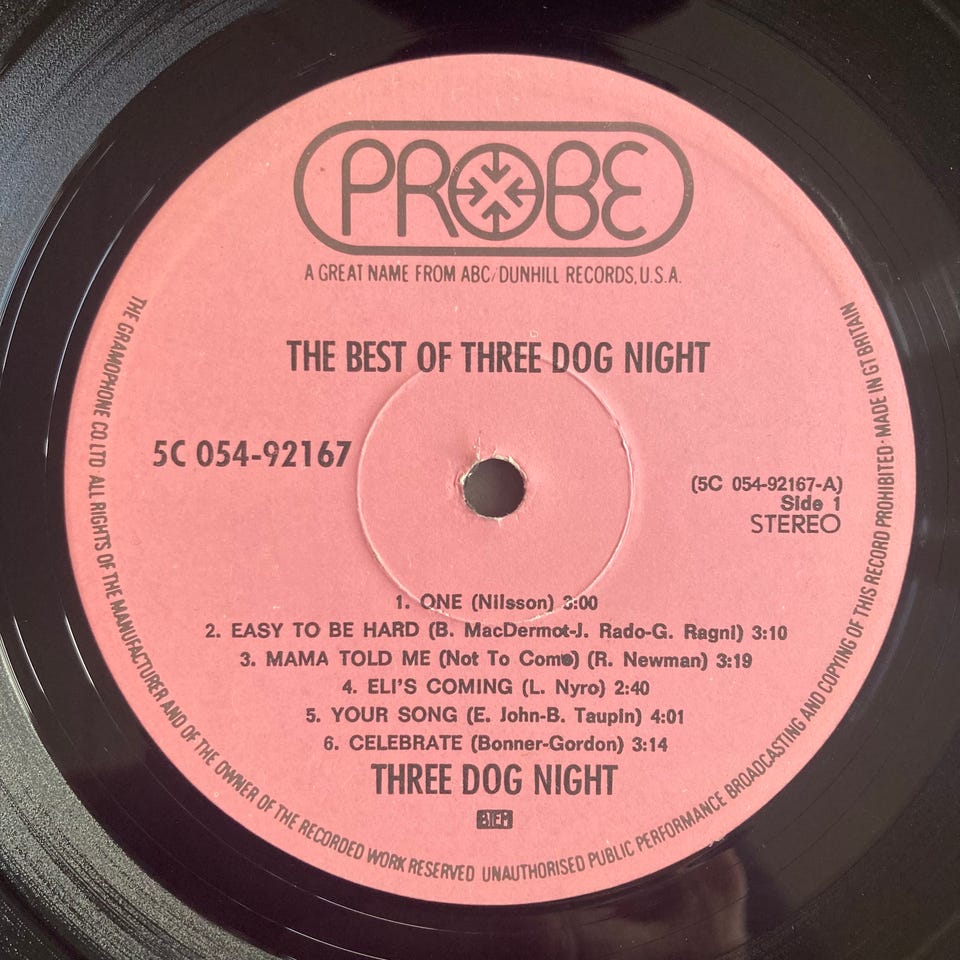 PROBE
A GREAT NAME FROM ABC/DUNHILL RECORDS, U.S.A.
THE BEST OF THREE DOG NIGHT
5C 054-92167
(5C 054-92167-A)
Side 1
STEREO
1. ONE (Nilsson) 3:00
2. EASY TO BE HARD (B. MacDermot-J. Rado-G. Ragni) 3:10
3. MAMA TOLD ME (Not To Come) (R. Newman) 3:19
4. ELI'S COMING (L. Nyro) 2:40
5. YOUR SONG (E. John-B. Taupin) 4:01
6. CELEBRATE (Bonner-Gordon) 3:14
THREE DOG NIGHT
THE GRAMOPHONE CO. LTD. ALL RIGHTS OF THE MANUFACTURER AND OF THE OWNER OF THE RECORDED WORK RESERVED UNAUTHORISED PUBLIC PERFORMANCE BROADCASTING AND COPYING OF THIS RECORD PROHIBITED · MADE IN GT BRITAIN